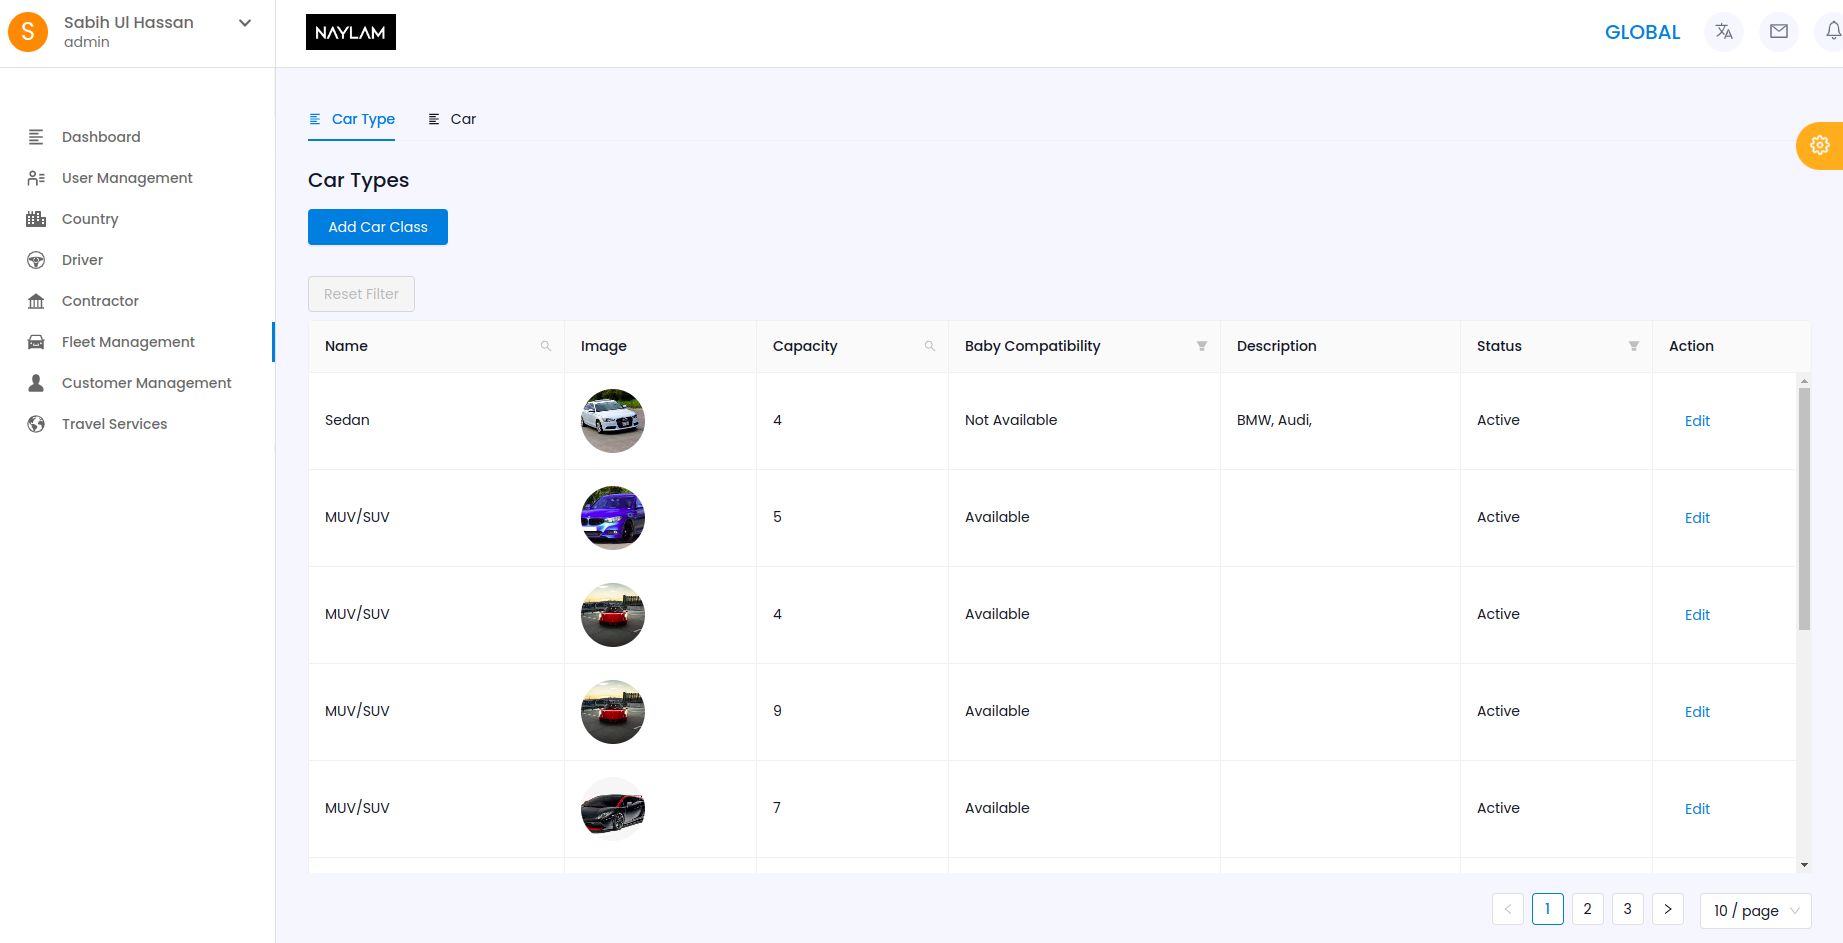 S
Sabih Ul Hassan
admin
NAYLAM
GLOBAL
Dashboard
User Management
Country
Driver
Contractor
Fleet Management
Customer Management
Travel Services
Car Type
Car
Car Types
Add Car Class
Reset Filter
Name Image Capacity Baby Compatibility Description Status Action
Sedan 4 Not Available BMW, Audi, Active Edit
MUV/SUV 5 Available Active Edit
MUV/SUV 4 Available Active Edit
MUV/SUV 9 Available Active Edit
MUV/SUV 7 Available Active Edit
< 1 2 3 > 10 / page